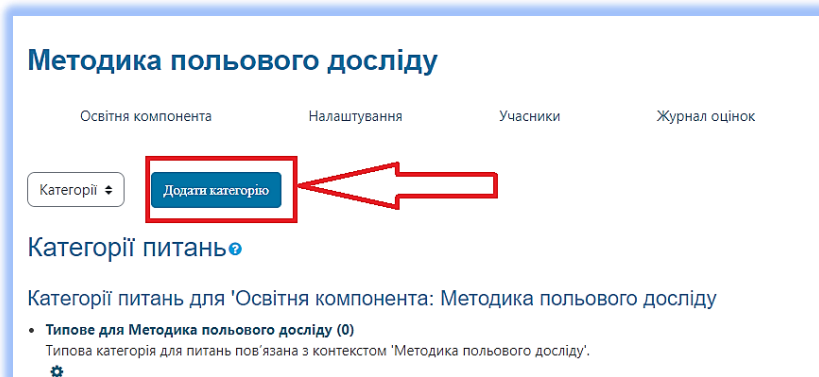 Методика польового досліду
Освітня компонента Налаштування Учасники Журнал оцінок
Категорії Додати категорію
Категорії питань
Категорії питань для 'Освітня компонента: Методика польового досліду
Типове для Методика польового досліду (0)
Типова категорія для питань пов'язана з контекстом 'Методика польового досліду'.